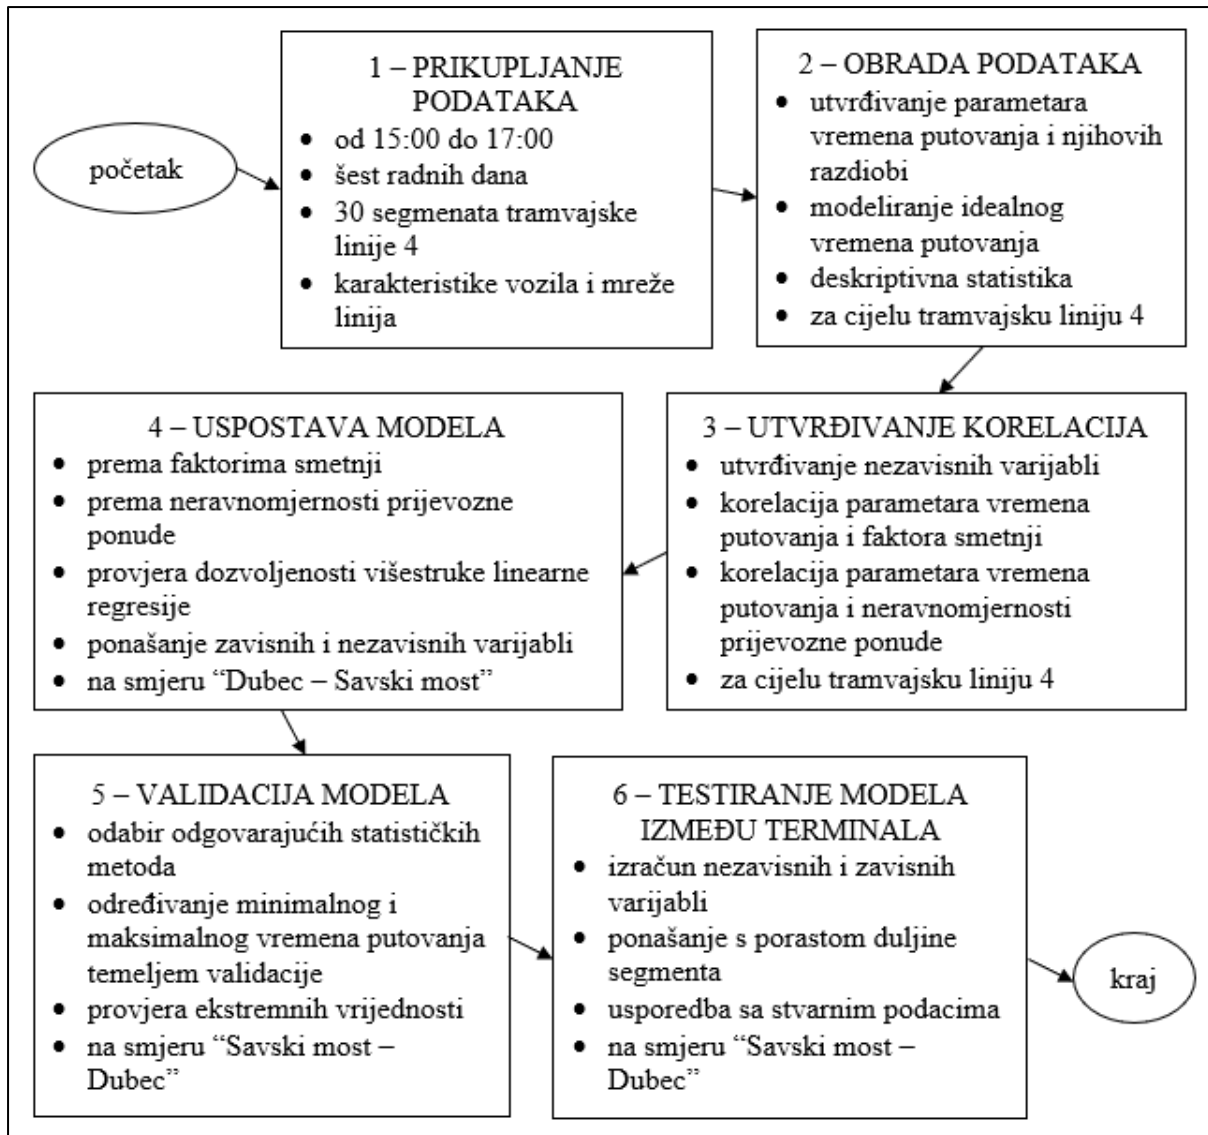 početak
1 – PRIKUPLJANJE
PODATAKA
• od 15:00 do 17:00
• šest radnih dana
• 30 segmenata tramvajske
linije 4
• karakteristike vozila i mreže
linija
2 – OBRADA PODATAKA
• utvrđivanje parametara
vremena putovanja i njihovih
razdiobi
• modeliranje idealnog
vremena putovanja
• deskriptivna statistika
• za cijelu tramvajsku liniju 4
3 – UTVRĐIVANJE KORELACIJA
• utvrđivanje nezavisnih varijabli
• korelacija parametara vremena
putovanja i faktora smetnji
• korelacija parametara vremena
putovanja i neravnomjernosti
prijevozne ponude
• za cijelu tramvajsku liniju 4
4 – USPOSTAVA MODELA
• prema faktorima smetnji
• prema neravnomjernosti prijevozne
ponude
• provjera dozvoljenosti višestruke linearne
regresije
• ponašanje zavisnih i nezavisnih varijabli
• na smjeru “Dubec – Savski most”
5 – VALIDACIJA MODELA
• odabir odgovarajućih statističkih
metoda
• određivanje minimalnog i
maksimalnog vremena putovanja
temeljem validacije
• provjera ekstremnih vrijednosti
• na smjeru “Savski most –
Dubec”
6 – TESTIRANJE MODELA
IZMEĐU TERMINALA
• izračun nezavisnih i zavisnih
varijabli
• ponašanje s porastom duljine
segmenta
• usporedba sa stvarnim podacima
• na smjeru “Savski most –
Dubec”
kraj